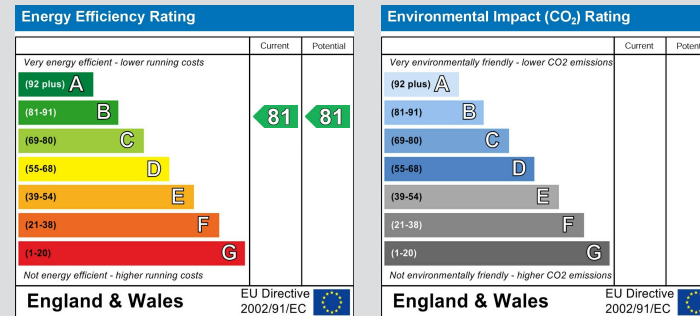 Energy Efficiency Rating
Current Potential
Very energy efficient - lower running costs
(92 plus) A
(81-91) B 81 81
(69-80) C
(55-68) D
(39-54) E
(21-38) F
(1-20) G
Not energy efficient - higher running costs
England & Wales
EU Directive
2002/91/EC
Environmental Impact (CO₂) Rating
Current Potent
Very environmentally friendly - lower CO2 emissions
(92 plus) A
(81-91) B
(69-80) C
(55-68) D
(39-54) E
(21-38) F
(1-20) G
Not environmentally friendly - higher CO2 emissions
England & Wales
EU Directive
2002/91/EC